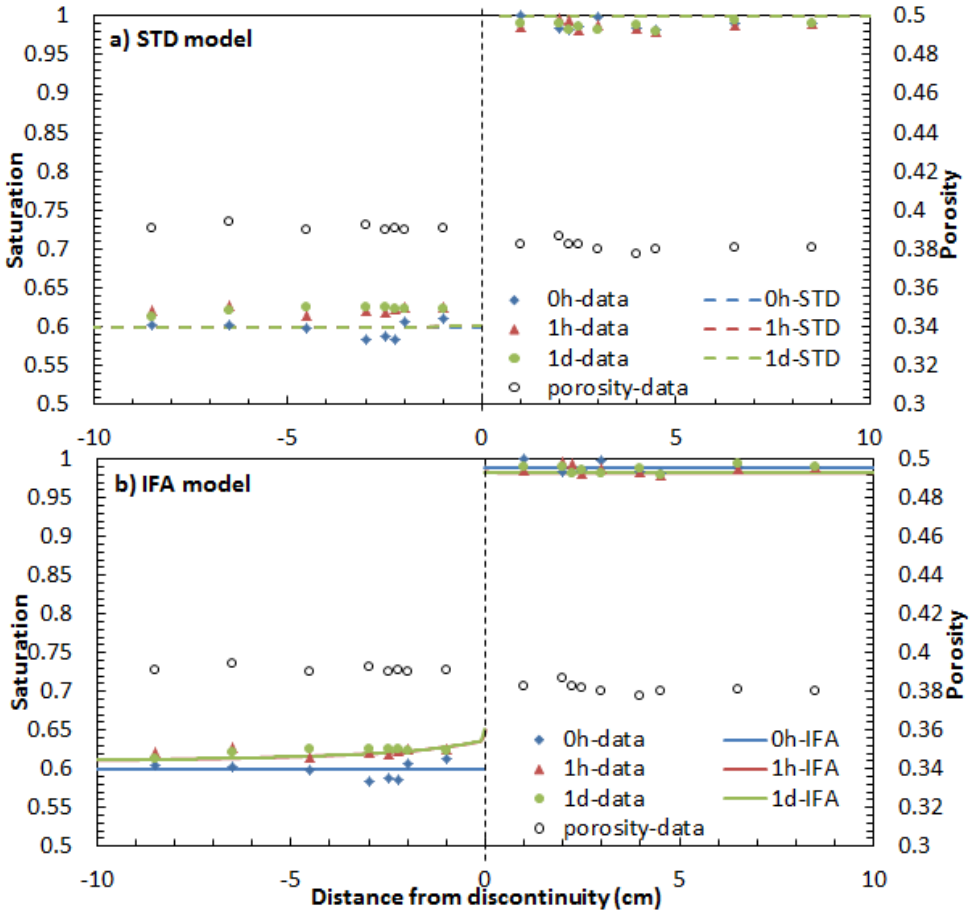 a) STD model
Saturation
1
0.95
0.9
0.85
0.8
0.75
0.7
0.65
0.6
0.55
0.5
0.5
0.48
0.46
0.44
0.42
0.4
0.38
0.36
0.34
0.32
0.3
Porosity
0h-data 0h-STD
1h-data 1h-STD
1d-data 1d-STD
porosity-data
-10 -5 0 5 10
b) IFA model
Saturation
1
0.95
0.9
0.85
0.8
0.75
0.7
0.65
0.6
0.55
0.5
0.5
0.48
0.46
0.44
0.42
0.4
0.38
0.36
0.34
0.32
0.3
Porosity
0h-data 0h-IFA
1h-data 1h-IFA
1d-data 1d-IFA
porosity-data
-10 -5 0 5 10
Distance from discontinuity (cm)